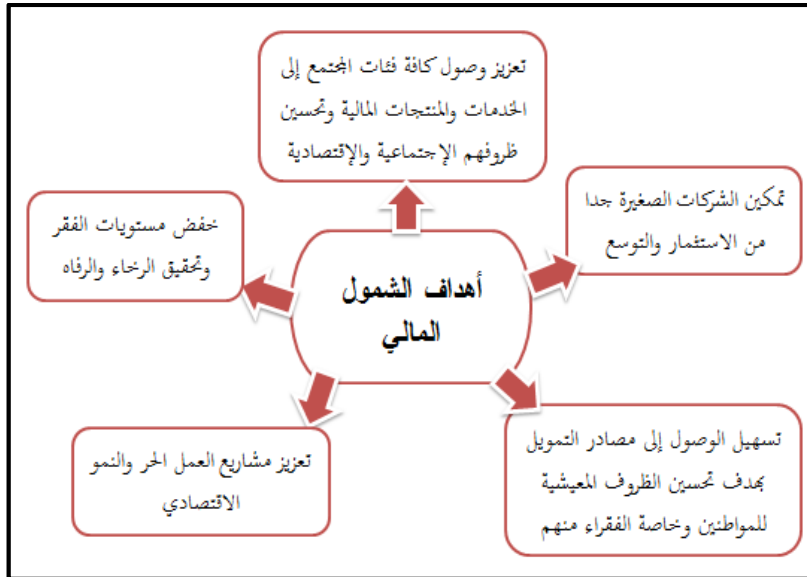 تعزيز وصول كافة فئات المجتمع إلى
الخدمات والمنتجات المالية وتحسين
ظروفهم الإجتماعية والإقتصادية
تمكين الشركات الصغيرة جدا
من الاستثمار والتوسع
خفض مستويات الفقر
وتحقيق الرخاء والرفاه
أهداف الشمول
المالي
تسهيل الوصول إلى مصادر التمويل
بهدف تحسين الظروف المعيشية
للمواطنين وخاصة الفقراء منهم
تعزيز مشاريع العمل الحر والنمو
الاقتصادي